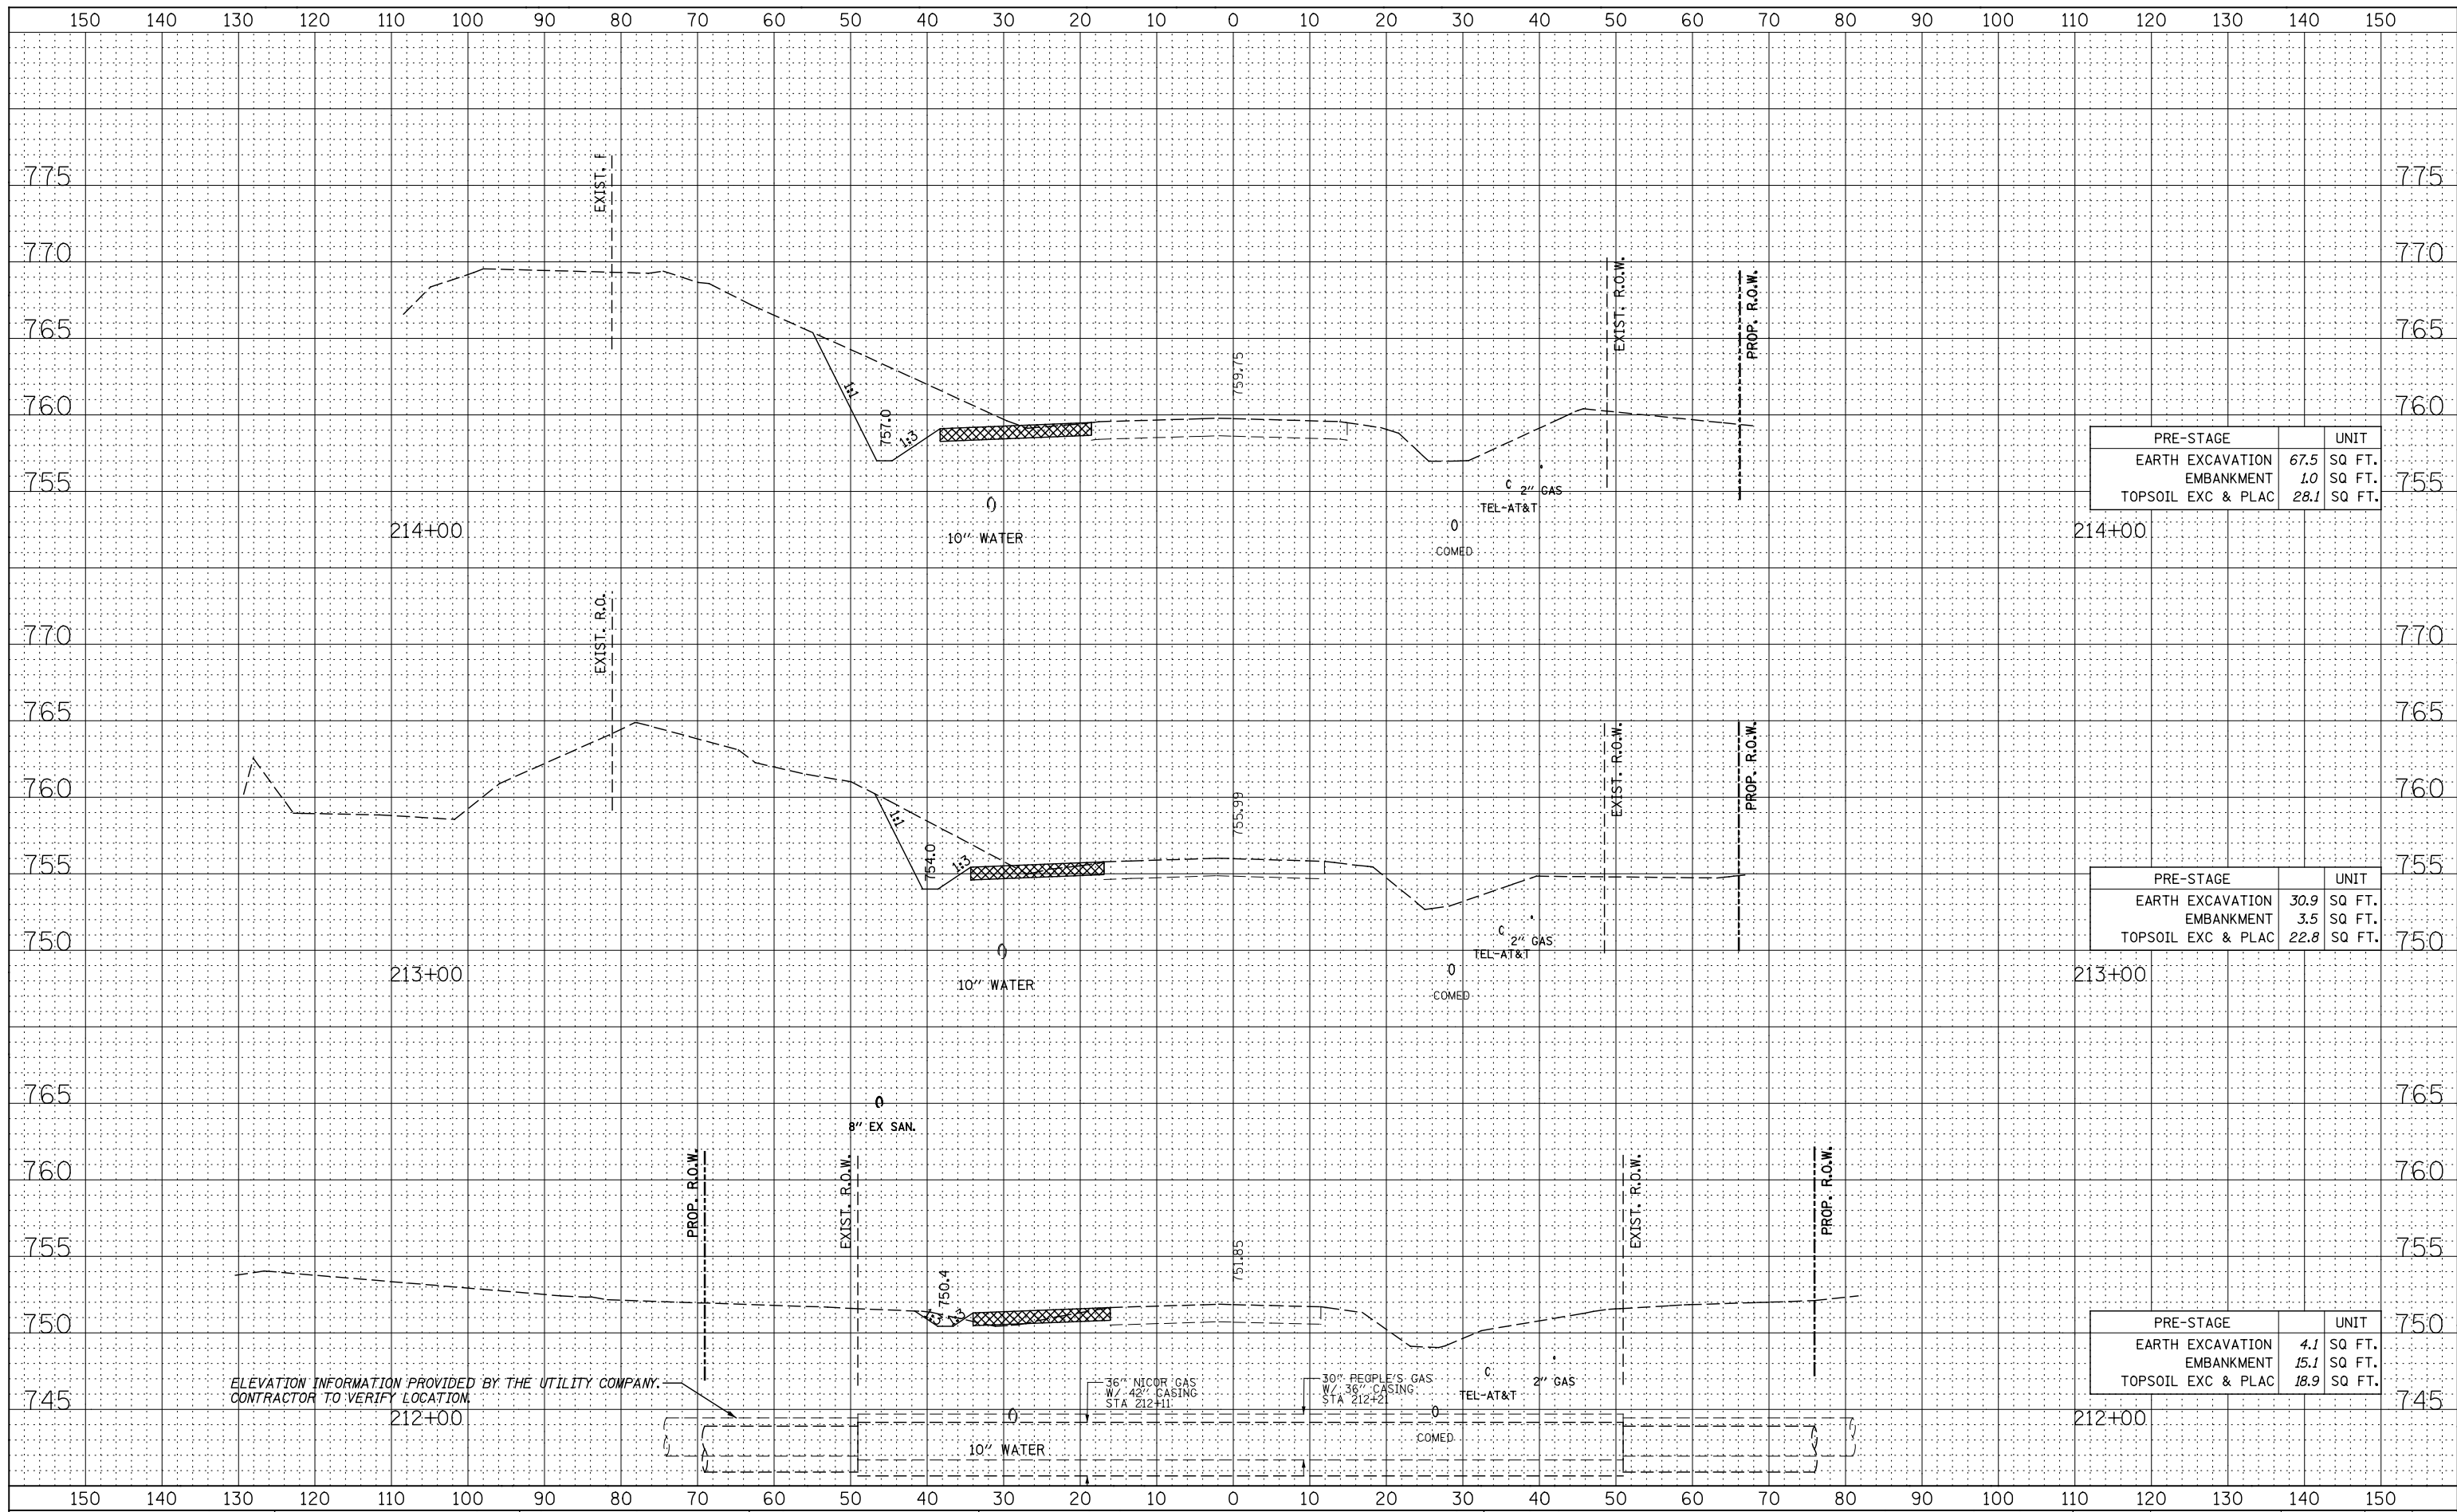 150 140 130 120 110 100 90 80 70 60 50 40 30 20 10 0 10 20 30 40 50 60 70 80 90 100 110 120 130 140 150
775 775
EXIST.
770 770
EXIST. R.O.W.
PROP. R.O.W.
765 765
759.75
1:1
760 760
757.0
1:3
PRE-STAGE UNIT
EARTH EXCAVATION 67.5 SQ FT.
EMBANKMENT 1.0 SQ FT.
TOPSOIL EXC & PLAC 28.1 SQ FT.
755 755
2" GAS
TEL-AT&T
214+00 214+00
10" WATER
COMED
EXIST. R.O.
770 770
765 765
EXIST. R.O.W.
PROP. R.O.W.
760 760
755.99
1:1
754.0
1:3
755 755
PRE-STAGE UNIT
EARTH EXCAVATION 30.9 SQ FT.
EMBANKMENT 3.5 SQ FT.
TOPSOIL EXC & PLAC 22.8 SQ FT.
750 750
2" GAS
TEL-AT&T
213+00 213+00
10" WATER
COMED
765 765
8" EX SAN.
760 760
PROP. R.O.W.
EXIST. R.O.W.
EXIST. R.O.W.
PROP. R.O.W.
755 755
751.85
750.4
1:3
1:3
750 750
PRE-STAGE UNIT
EARTH EXCAVATION 4.1 SQ FT.
EMBANKMENT 15.1 SQ FT.
TOPSOIL EXC & PLAC 18.9 SQ FT.
ELEVATION INFORMATION PROVIDED BY THE UTILITY COMPANY.
CONTRACTOR TO VERIFY LOCATION.
36" NICOR GAS
W/ 42" CASING
STA 212+11
30" PEOPLE'S GAS
W/ 36" CASING
STA 212+21
2" GAS
TEL-AT&T
745 745
212+00 212+00
10" WATER
COMED
150 140 130 120 110 100 90 80 70 60 50 40 30 20 10 0 10 20 30 40 50 60 70 80 90 100 110 120 130 140 150